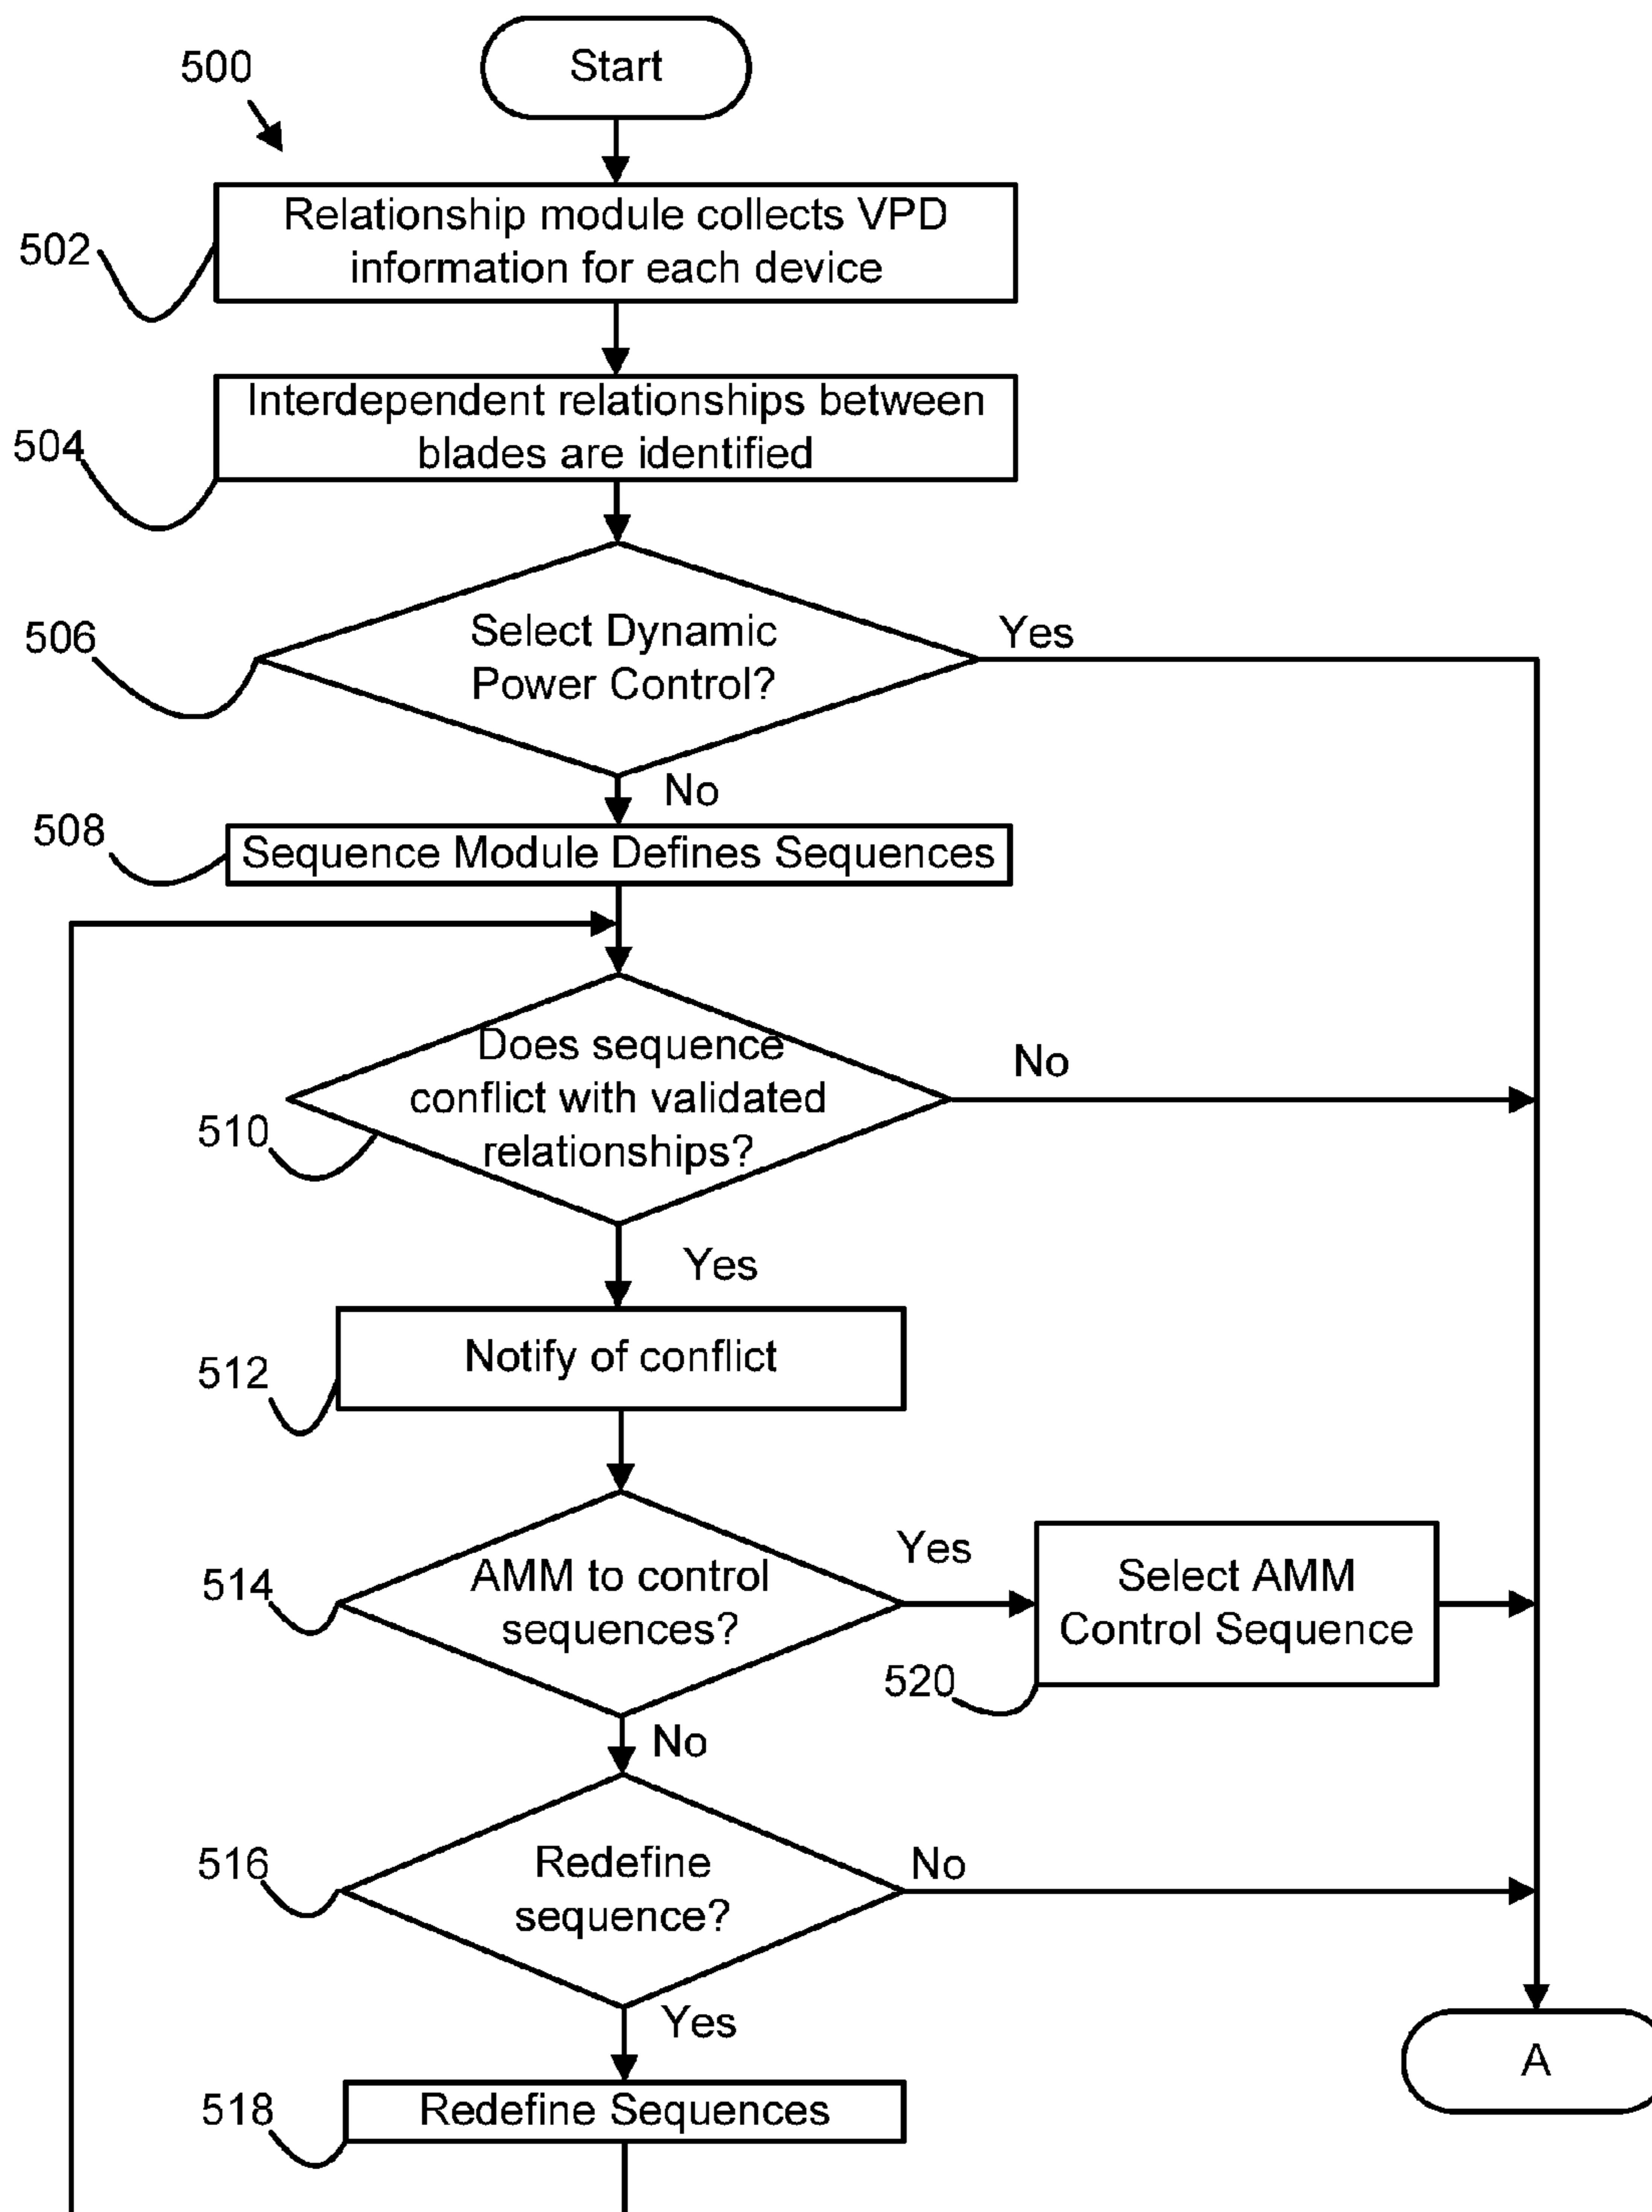 Start
500
Relationship module collects VPD
information for each device
502
Interdependent relationships between
blades are identified
504
Select Dynamic
Power Control?
506
Yes
No
508
Sequence Module Defines Sequences
Does sequence
conflict with validated
relationships?
No
510
Yes
Notify of conflict
512
AMM to control
sequences?
514
Yes
Select AMM
Control Sequence
520
No
Redefine
sequence?
516
No
Yes
A
Redefine Sequences
518